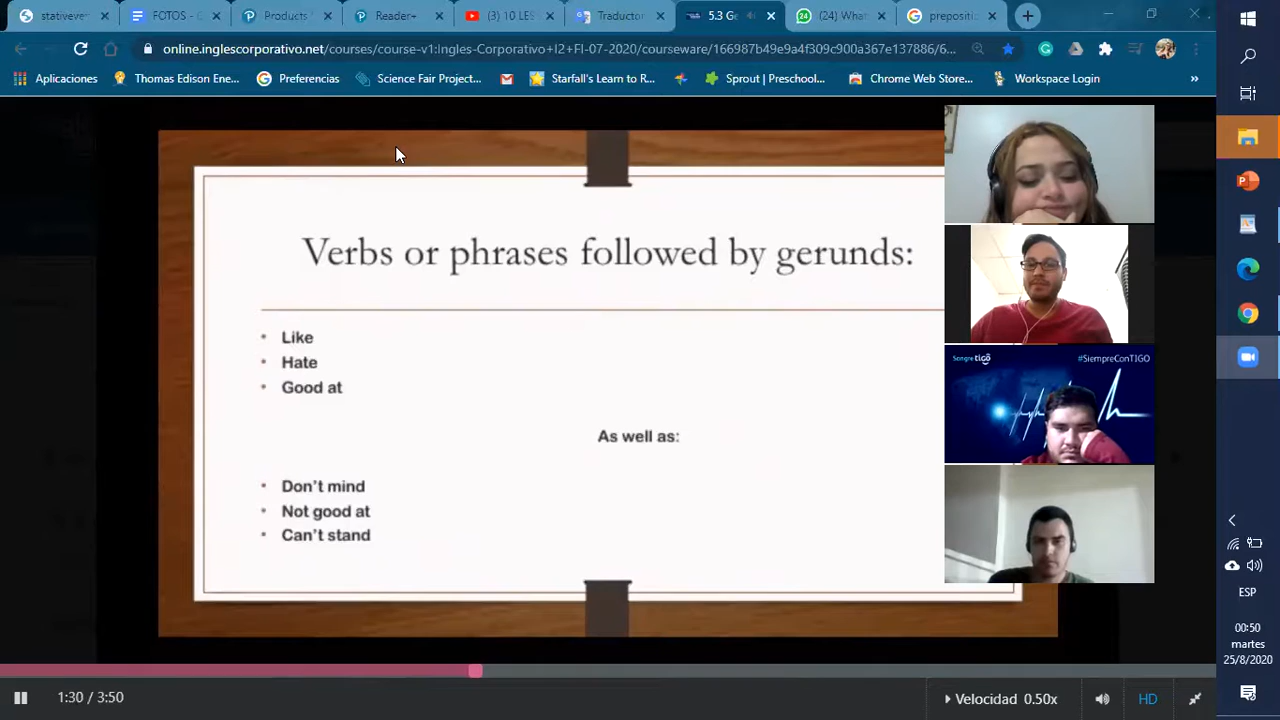 stativever
FOTOS - G
Products
Reader+
(3) 10 LES
Traductor
5.3 Ge
(24) What
preposition
online.inglescorporativo.net/courses/course-v1:Ingles-Corporativo+I2+FI-07-2020/courseware/166987b49e9a4f309c900a367e137886/6...
Aplicaciones
Thomas Edison Ene...
Preferencias
Science Fair Project...
Starfall's Learn to R...
Sprout | Preschool...
Chrome Web Store...
Workspace Login
»
Verbs or phrases followed by gerunds:
• Like
• Hate
• Good at
As well as:
• Don't mind
• Not good at
• Can't stand
Sangre tigo
#SiempreConTIGO
ESP
00:50
martes
25/8/2020
1:30 / 3:50
Velocidad 0.50x
HD